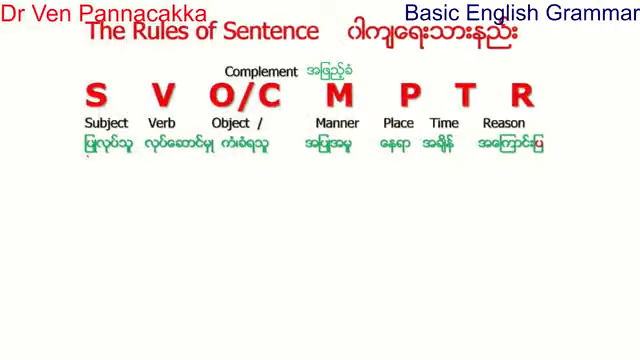 Dr Ven Pannacakka Basic English Grammar
The Rules of Sentence ဝါကျရေးသားနည်း
Complement အဖြည့်ခံ
S V O/C M P T R
Subject Verb Object / Manner Place Time Reason
ပြုလုပ်သူ လုပ်ဆောင်မှု ကံ၊ခံရသူ အပြုအမူ နေရာ အချိန် အကြောင်းပြ